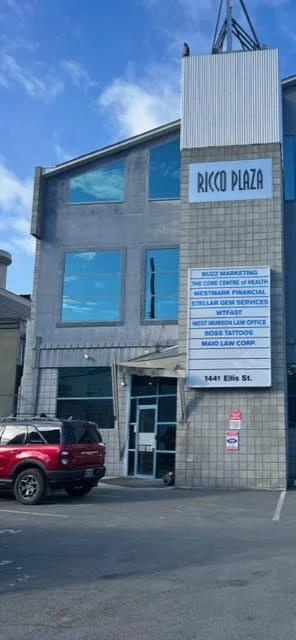 RICCO PLAZA
BUZZ MARKETING
THE CORE CENTRE of HEALTH
WESTMARK FINANCIAL
STELLAR GEM SERVICES
WTFAST
WEST MUNSON LAW OFFICE
BOSS TATTOOS
MAIO LAW CORP.
1441 Ellis St.